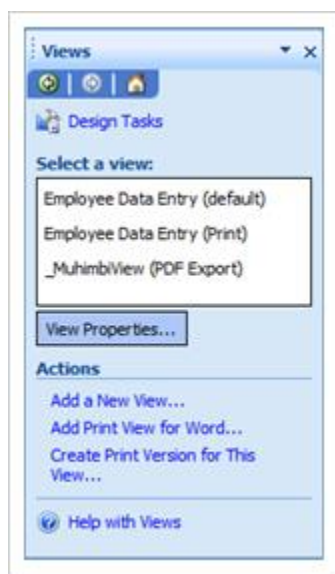 Views
Design Tasks
Select a view:
Employee Data Entry (default)
Employee Data Entry (Print)
_MuhimbiView (PDF Export)
View Properties...
Actions
Add a New View...
Add Print View for Word...
Create Print Version for This
View...
Help with Views